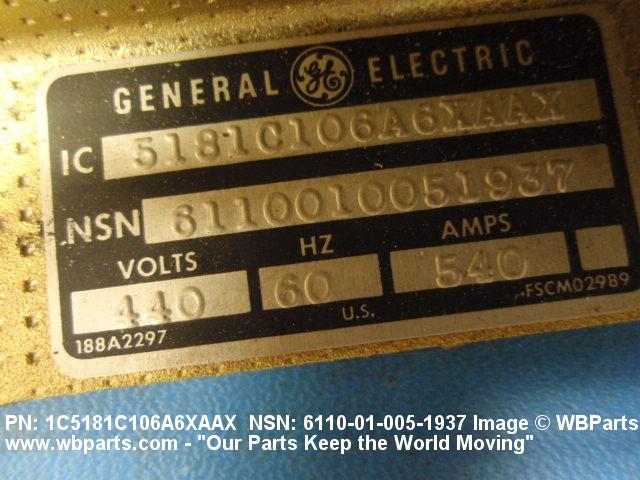 GENERAL GE ELECTRIC
IC 5181C106A6XAAX
NSN 6110010051937
VOLTS HZ AMPS
440 60 540
188A2297 U.S. FSCM02989
PN: 1C5181C106A6XAAX NSN: 6110-01-005-1937 Image © WBParts
www.wbparts.com - "Our Parts Keep the World Moving"